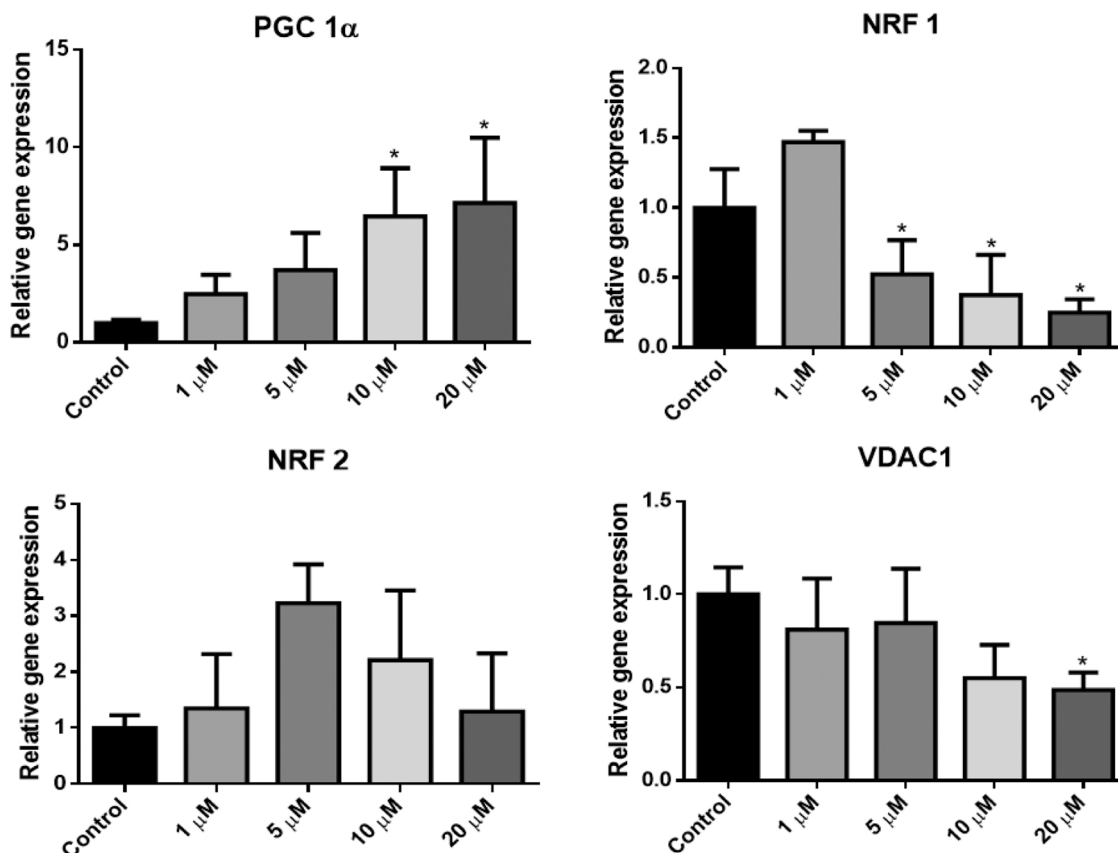 PGC 1α
Relative gene expression
15
10
5
0
*
*
Control
1 μM
5 μM
10 μM
20 μM
NRF 1
Relative gene expression
2.0
1.5
1.0
0.5
0.0
*
*
*
Control
1 μM
5 μM
10 μM
20 μM
NRF 2
Relative gene expression
5
4
3
2
1
0
Control
1 μM
5 μM
10 μM
20 μM
VDAC1
Relative gene expression
1.5
1.0
0.5
0.0
*
Control
1 μM
5 μM
10 μM
20 μM